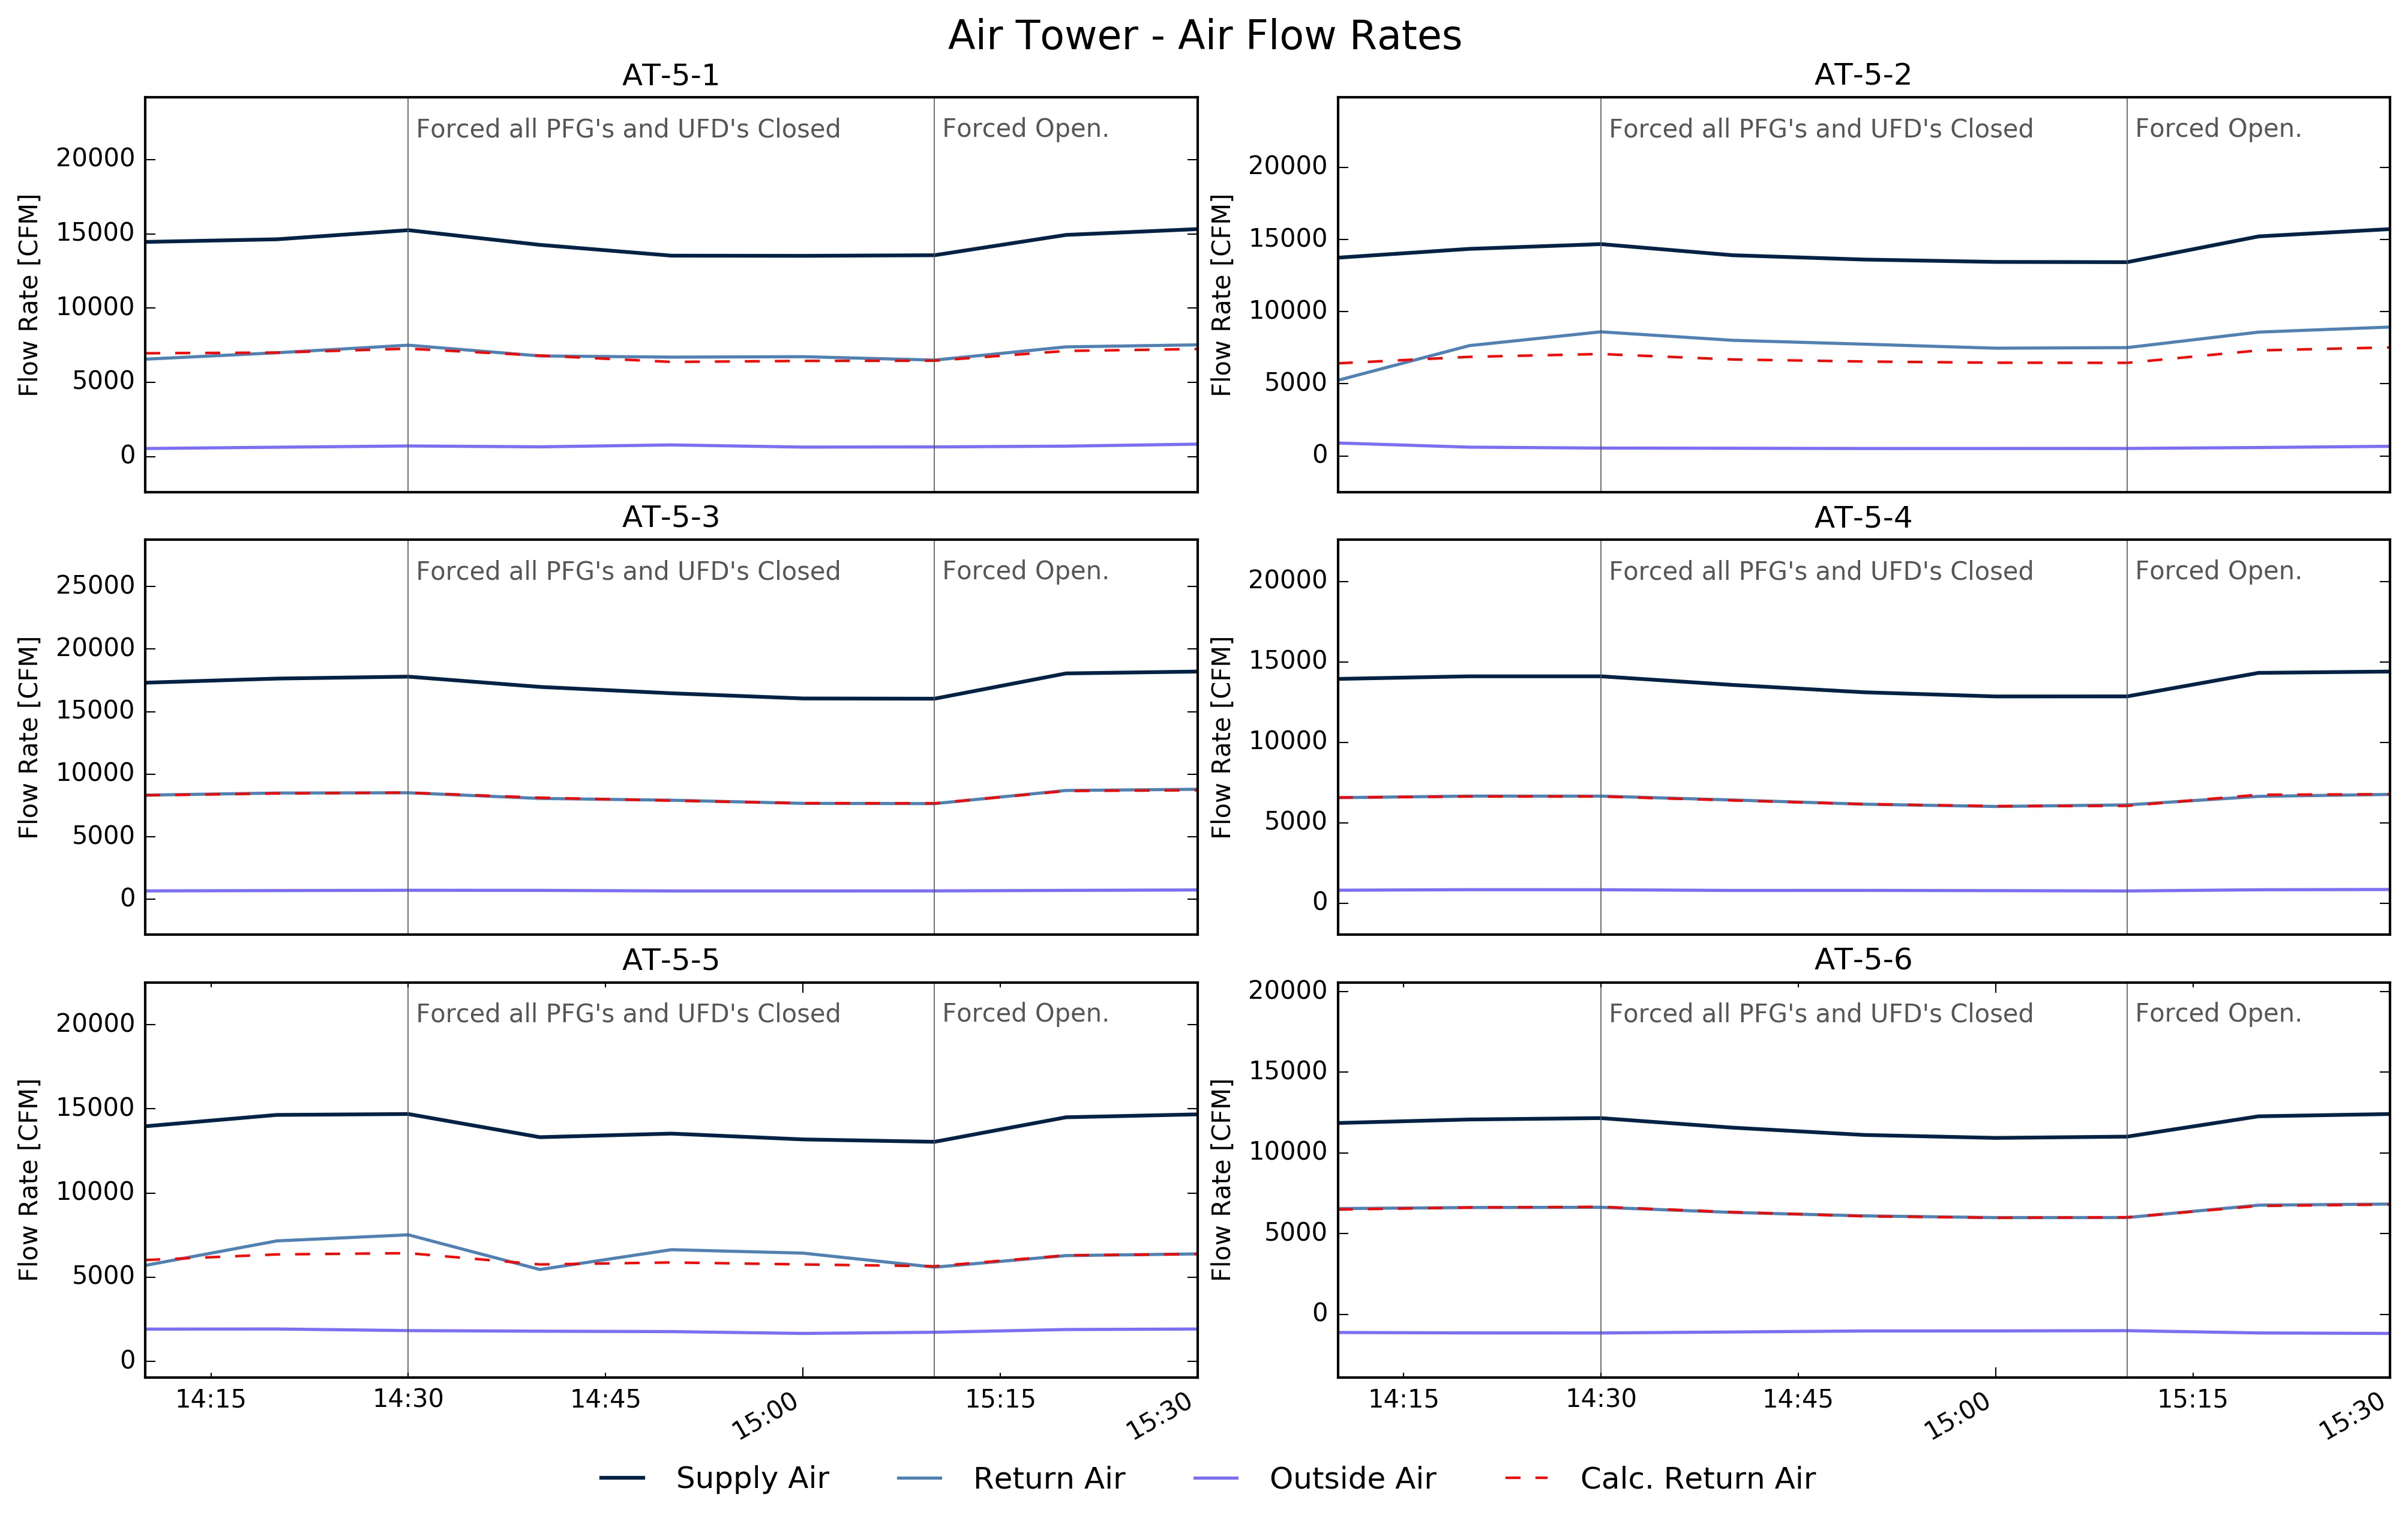 Air Tower - Air Flow Rates
AT-5-1
Flow Rate [CFM]
20000
15000
10000
5000
0
Forced all PFG's and UFD's Closed
Forced Open.
AT-5-2
Flow Rate [CFM]
20000
15000
10000
5000
0
Forced all PFG's and UFD's Closed
Forced Open.
AT-5-3
Flow Rate [CFM]
25000
20000
15000
10000
5000
0
Forced all PFG's and UFD's Closed
Forced Open.
AT-5-4
Flow Rate [CFM]
20000
15000
10000
5000
0
Forced all PFG's and UFD's Closed
Forced Open.
AT-5-5
Flow Rate [CFM]
20000
15000
10000
5000
0
Forced all PFG's and UFD's Closed
Forced Open.
14:15 14:30 14:45 15:00 15:15 15:30
AT-5-6
Flow Rate [CFM]
20000
15000
10000
5000
0
Forced all PFG's and UFD's Closed
Forced Open.
14:15 14:30 14:45 15:00 15:15 15:30
Supply Air Return Air Outside Air Calc. Return Air